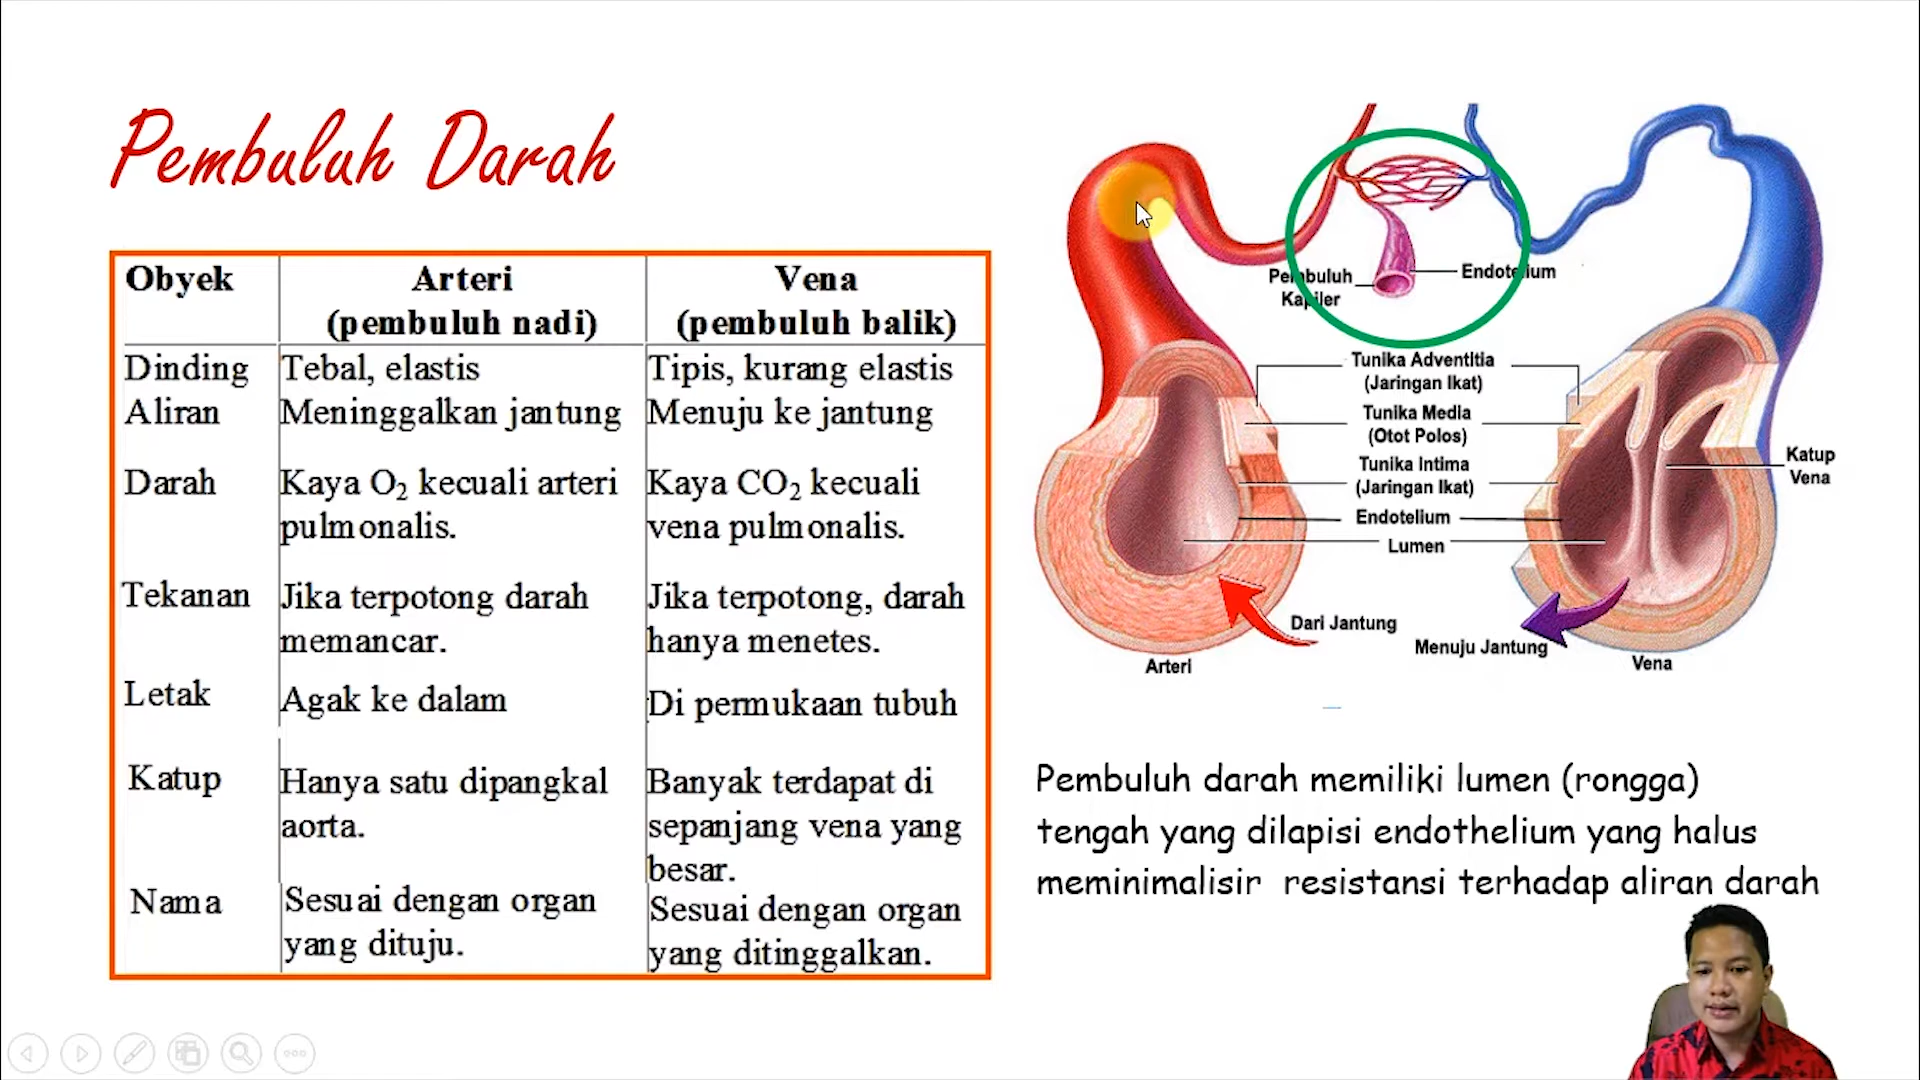 Pembuluh Darah
Obyek
Arteri
(pembuluh nadi)
Vena
(pembuluh balik)
Dinding
Tebal, elastis
Tipis, kurang elastis
Aliran
Meninggalkan jantung
Menuju ke jantung
Darah
Kaya O₂ kecuali arteri
pulmonalis.
Kaya CO₂ kecuali
vena pulmonalis.
Tekanan
Jika terpotong darah
memancar.
Jika terpotong, darah
hanya menetes.
Letak
Agak ke dalam
Di permukaan tubuh
Katup
Hanya satu dipangkal
aorta.
Banyak terdapat di
sepanjang vena yang
besar.
Nama
Sesuai dengan organ
yang dituju.
Sesuai dengan organ
yang ditinggalkan.
Pembuluh
Kapiler
Endotelium
Tunika Adventitia
(Jaringan Ikat)
Tunika Media
(Otot Polos)
Tunika Intima
(Jaringan Ikat)
Endotelium
Lumen
Katup
Vena
Dari Jantung
Menuju Jantung
Arteri
Vena
Pembuluh darah memiliki lumen (rongga)
tengah yang dilapisi endothelium yang halus
meminimalisir resistansi terhadap aliran darah